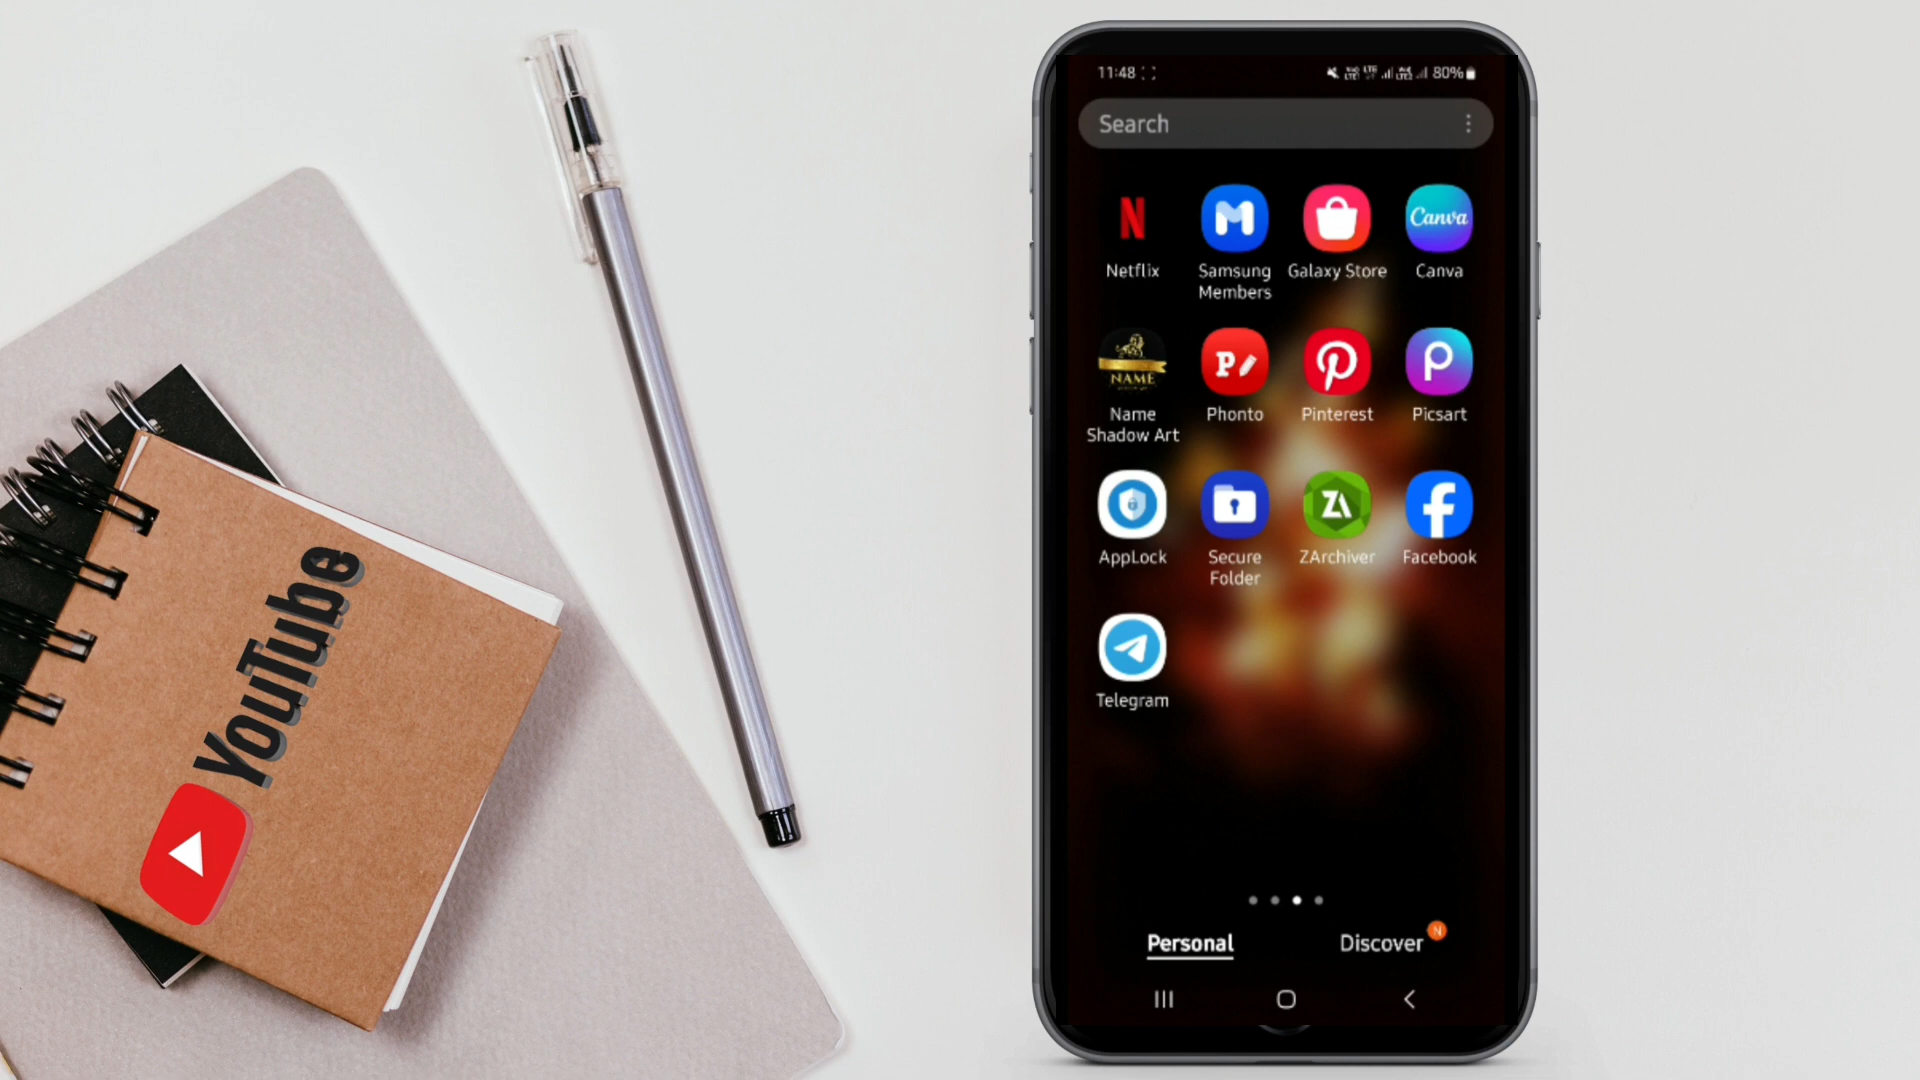 YouTube
11:48
80%
Search
N
Netflix
Samsung
Members
Galaxy Store
Canva
Canva
NAME
Name
Shadow Art
P
Phonto
Pinterest
Picsart
AppLock
Secure
Folder
ZA
ZArchiver
Facebook
Telegram
Personal
Discover
N